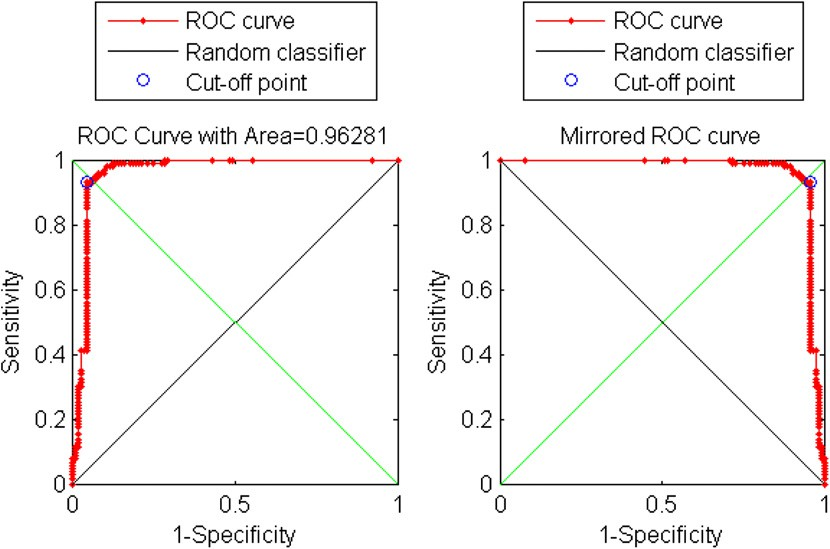 ROC curve
Random classifier
Cut-off point
ROC curve
Random classifier
Cut-off point
ROC Curve with Area=0.96281
Mirrored ROC curve
Sensitivity
1
0.8
0.6
0.4
0.2
0
0
0.5
1
1-Specificity
Sensitivity
1
0.8
0.6
0.4
0.2
0
0
0.5
1
1-Specificity